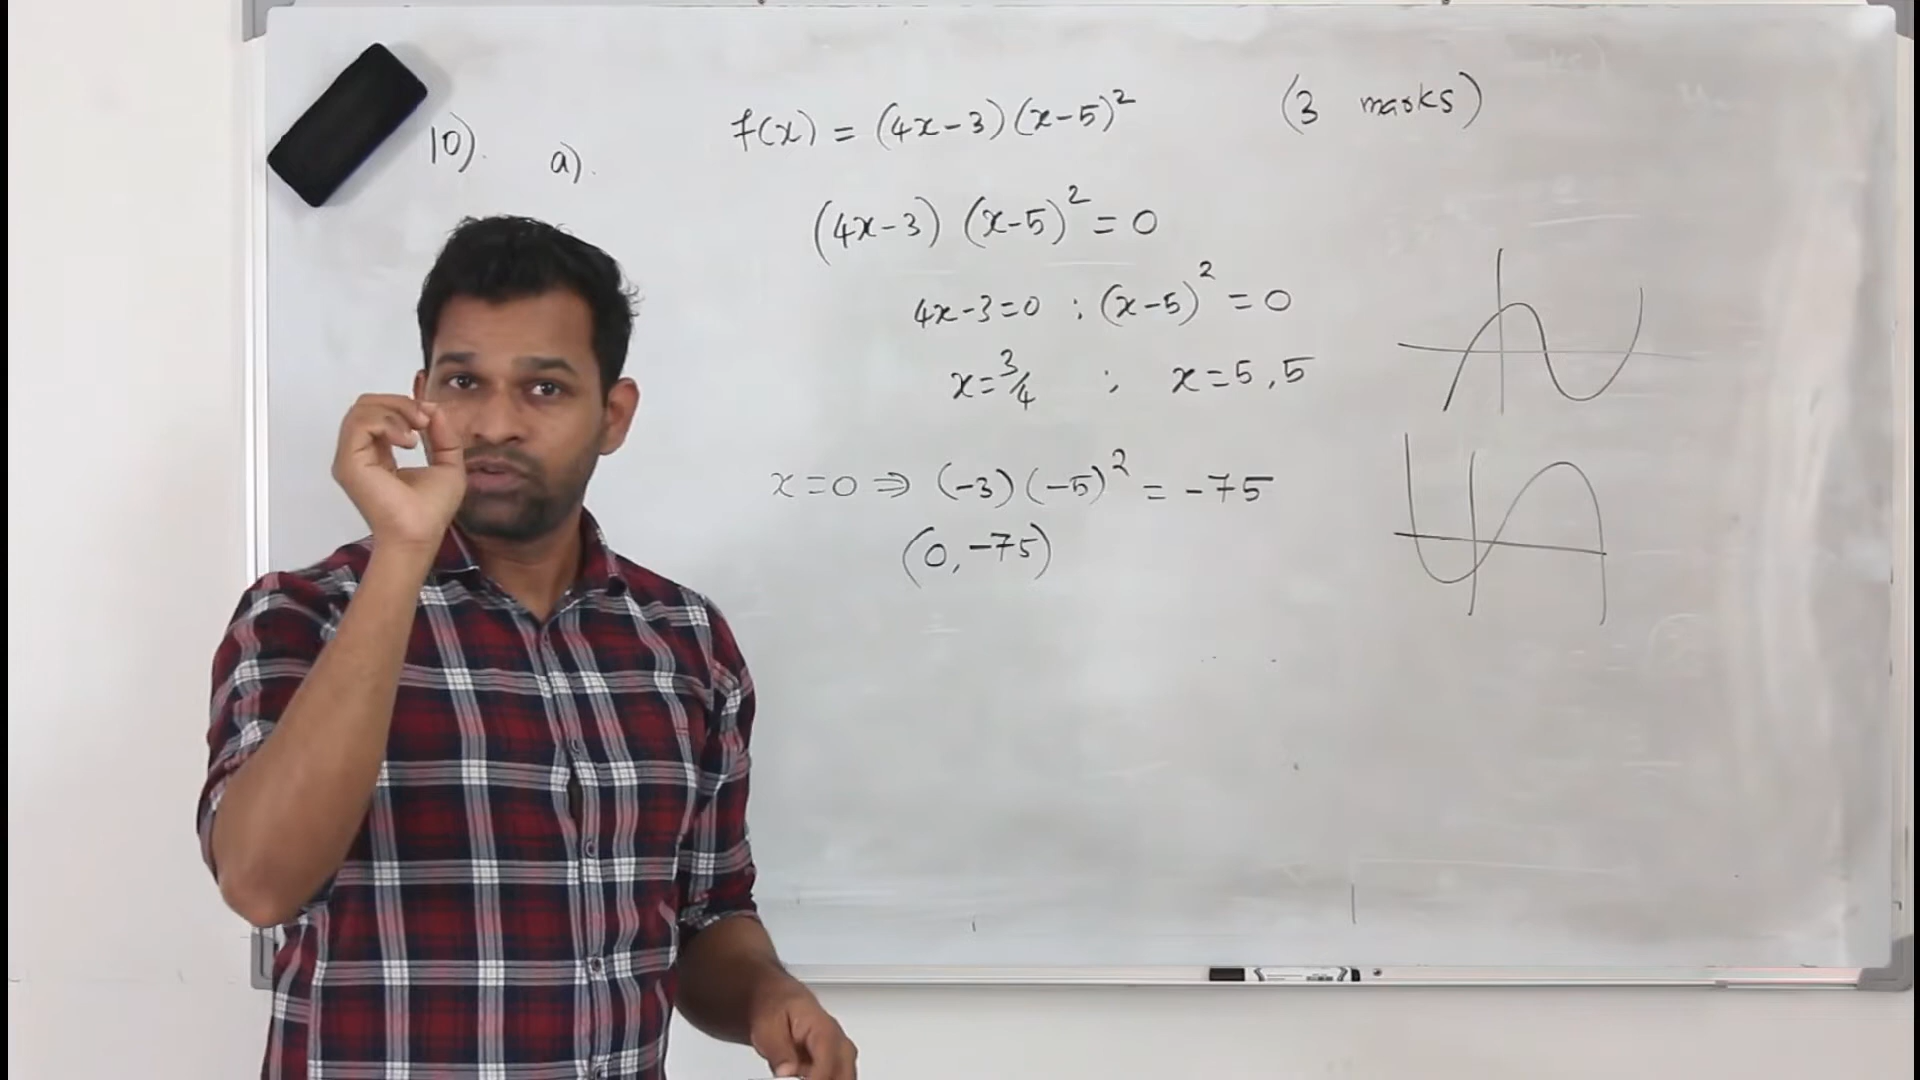 10). a). f(x) = (4x-3)(x-5)² (3 marks)
(4x-3) (x-5)² = 0
4x-3=0 ; (x-5)² = 0
x=3/4 ; x=5,5
x=0 ⇒ (-3)(-5)² = -75
(0,-75)